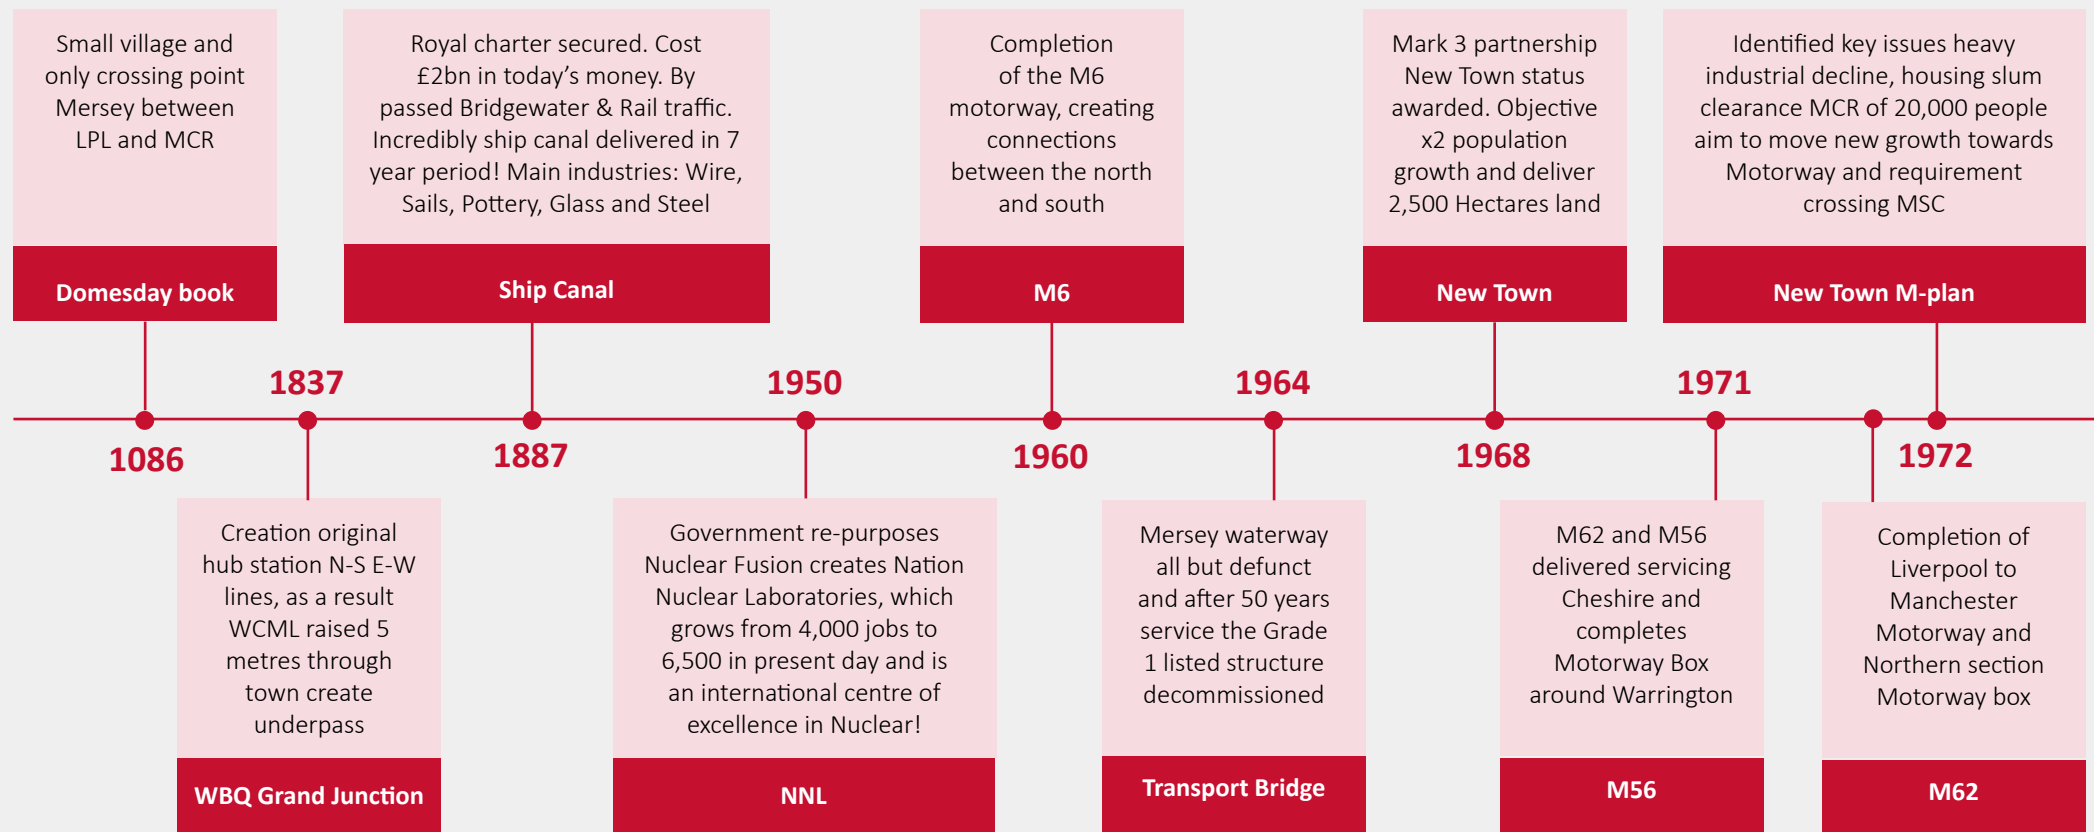 Small village and
only crossing point
Mersey between
LPL and MCR
Domesday book
1086
1837
Creation original
hub station N-S E-W
lines, as a result
WCML raised 5
metres through
town create
underpass
WBQ Grand Junction
Royal charter secured. Cost
£2bn in today's money. By
passed Bridgewater & Rail traffic.
Incredibly ship canal delivered in 7
year period! Main industries: Wire,
Sails, Pottery, Glass and Steel
Ship Canal
1887
1950
Government re-purposes
Nuclear Fusion creates Nation
Nuclear Laboratories, which
grows from 4,000 jobs to
6,500 in present day and is
an international centre of
excellence in Nuclear!
NNL
Completion
of the M6
motorway, creating
connections
between the north
and south
M6
1960
1964
Mersey waterway
all but defunct
and after 50 years
service the Grade
1 listed structure
decommissioned
Transport Bridge
Mark 3 partnership
New Town status
awarded. Objective
x2 population
growth and deliver
2,500 Hectares land
New Town
1968
1971
M62 and M56
delivered servicing
Cheshire and
completes
Motorway Box
around Warrington
M56
Identified key issues heavy
industrial decline, housing slum
clearance MCR of 20,000 people
aim to move new growth towards
Motorway and requirement
crossing MSC
New Town M-plan
1972
Completion of
Liverpool to
Manchester
Motorway and
Northern section
Motorway box
M62